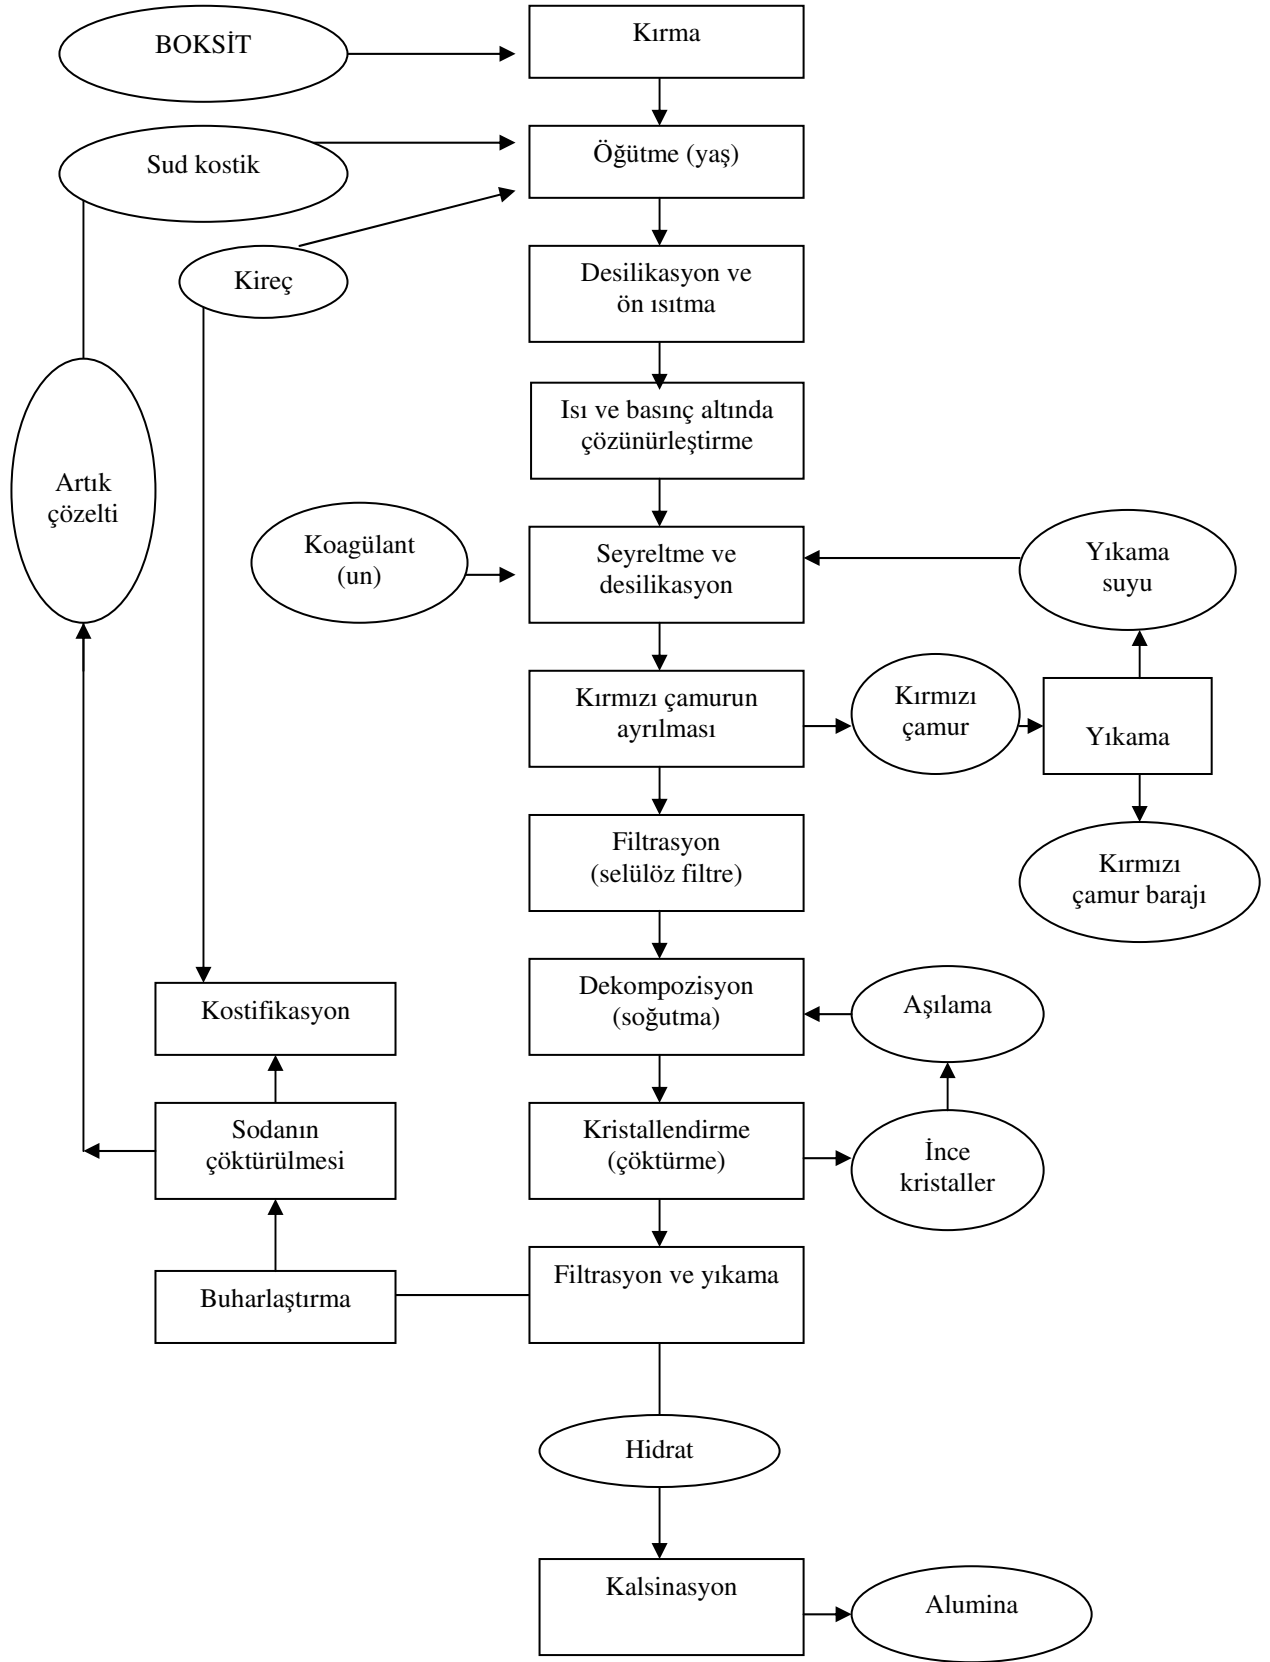 BOKSİT
Kırma
Sud kostik
Öğütme (yaş)
Kireç
Desilikasyon ve
ön ısıtma
Isı ve basınç altında
çözünürleştirme
Artık
çözelti
Koagülant
(un)
Seyreltme ve
desilikasyon
Yıkama
suyu
Kırmızı çamurun
ayrılması
Kırmızı
çamur
Yıkama
Filtrasyon
(selülöz filtre)
Kırmızı
çamur barajı
Kostifikasyon
Dekompozisyon
(soğutma)
Aşılama
Sodanın
çöktürülmesi
Kristallendirme
(çöktürme)
İnce
kristaller
Buharlaştırma
Filtrasyon ve yıkama
Hidrat
Kalsinasyon
Alumina